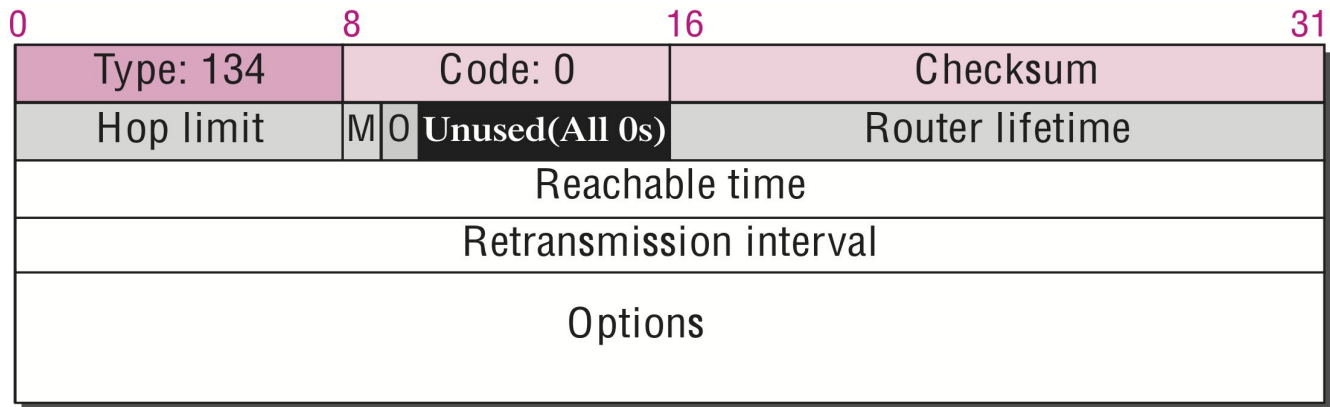 0 8 16 31
Type: 134 Code: 0 Checksum
Hop limit M O Unused(All 0s) Router lifetime
Reachable time
Retransmission interval
Options